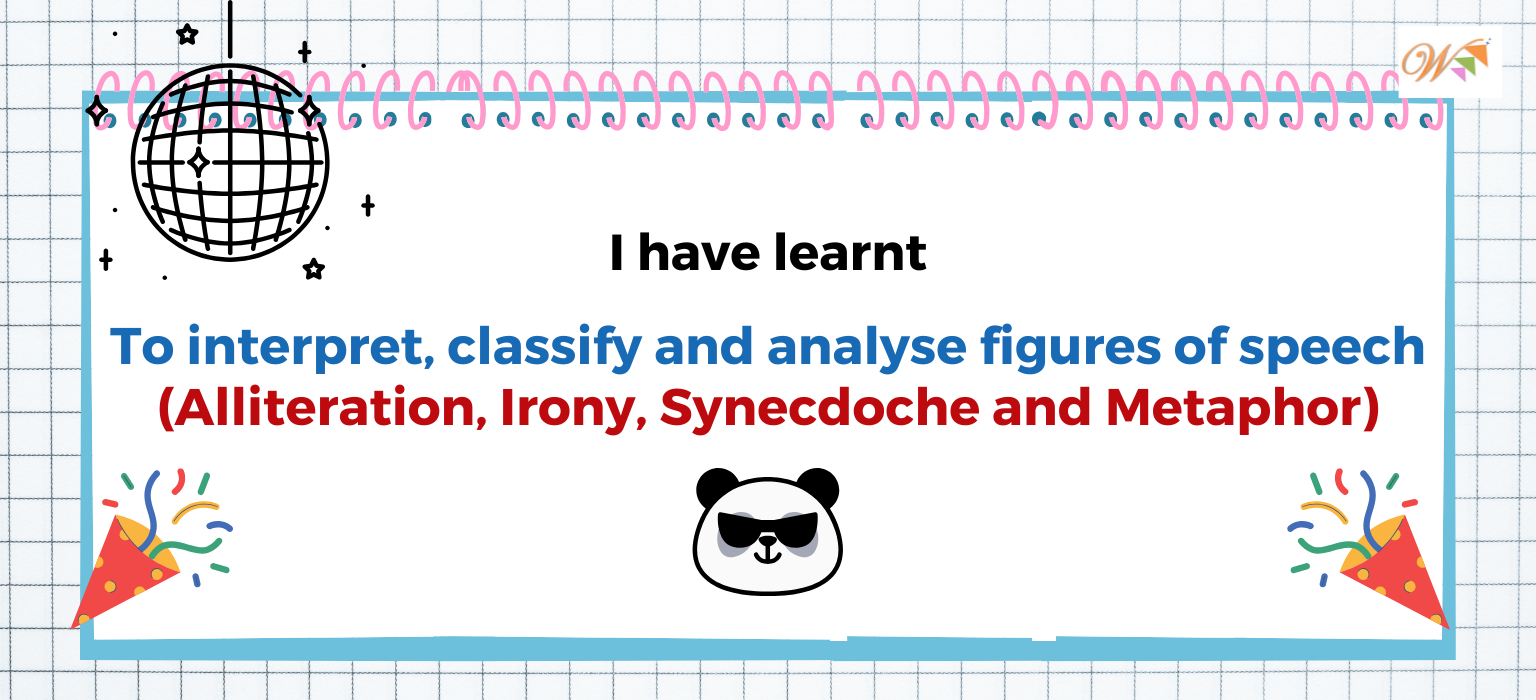 W
I have learnt
To interpret, classify and analyse figures of speech
(Alliteration, Irony, Synecdoche and Metaphor)